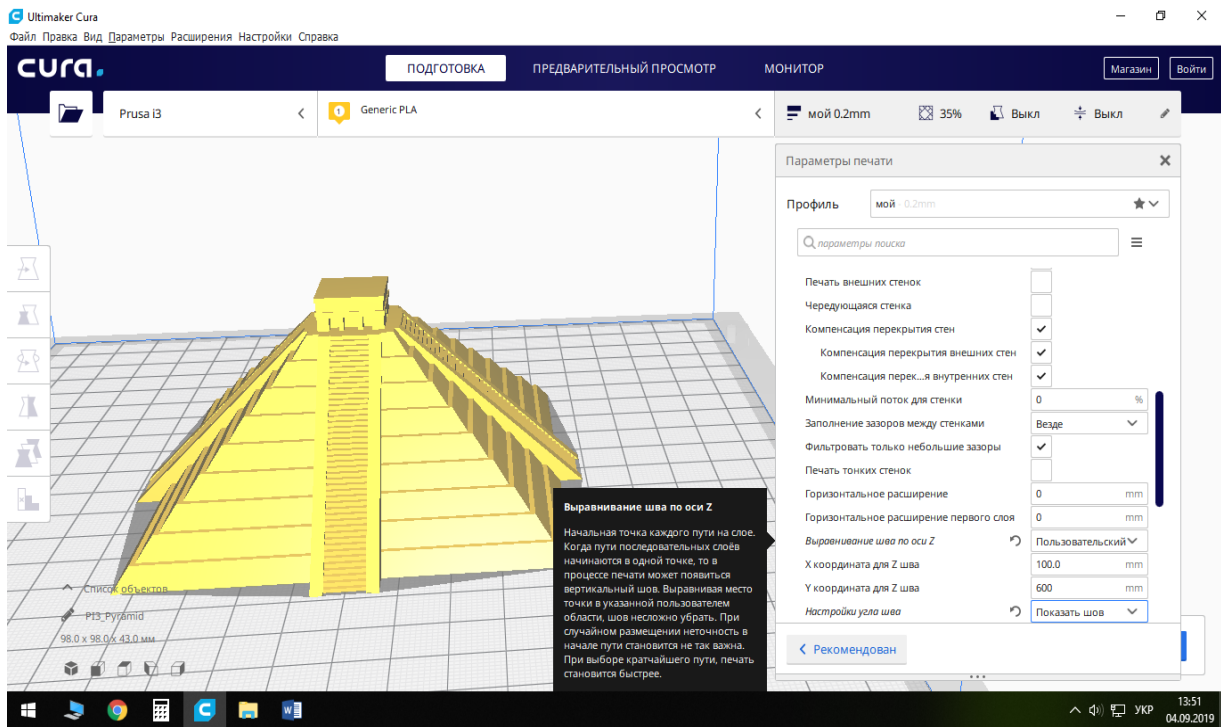 Ultimaker Cura
Файл Правка Вид Параметры Расширения Настройки Справка
cura.
ПОДГОТОВКА
ПРЕДВАРИТЕЛЬНЫЙ ПРОСМОТР
МОНИТОР
Магазин
Войти
Prusa i3
1
Generic PLA
мой 0.2mm
35%
Выкл
Выкл
Параметры печати
Профиль
мой - 0.2mm
параметры поиска
Печать внешних стенок
Чередующаяся стенка
Компенсация перекрытия стен
Компенсация перекрытия внешних стен
Компенсация перек...я внутренних стен
Минимальный поток для стенки 0 %
Заполнение зазоров между стенками Везде
Фильтровать только небольшие зазоры
Печать тонких стенок
Горизонтальное расширение 0 mm
Горизонтальное расширение первого слоя 0 mm
Выравнивание шва по оси Z Пользовательский
X координата для Z шва 100.0 mm
Y координата для Z шва 600 mm
Настройки угла шва Показать шов
Рекомендован
Выравнивание шва по оси Z
Начальная точка каждого пути на слое.
Когда пути последовательных слоёв
начинаются в одной точке, то в
процессе печати может появиться
вертикальный шов. Выравнивая место
точки в указанной пользователем
области, шов несложно убрать. При
случайном размещении неточность в
начале пути становится не так важна.
При выборе кратчайшего пути, печать
становится быстрее.
Список объектов
PI3_Pyramid
98.0 x 98.0 x 43.0 мм
УКР
13:51
04.09.2019